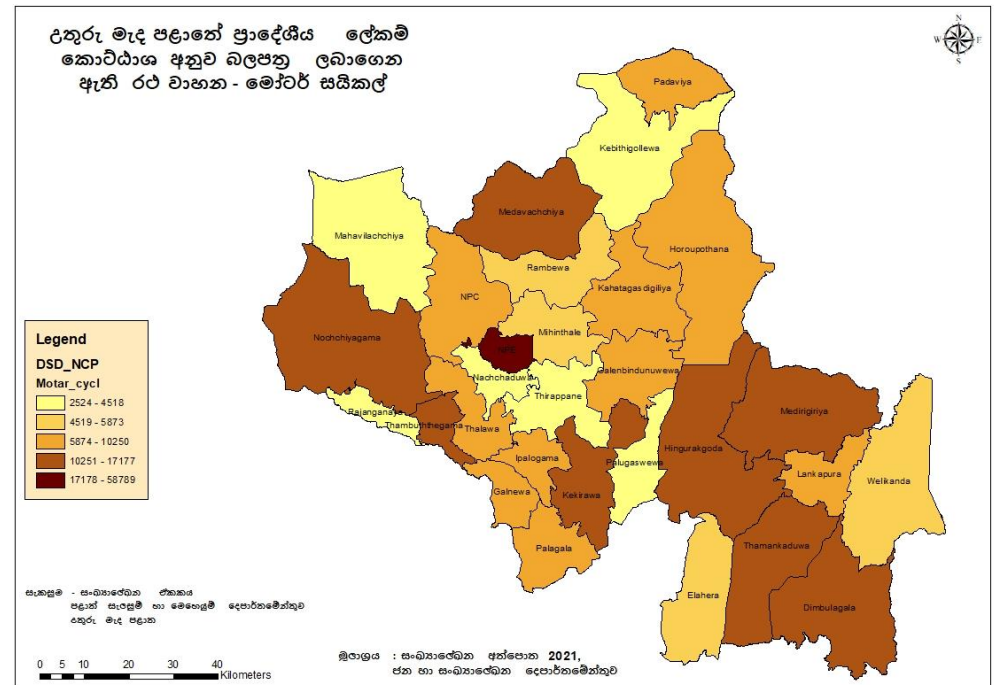 උතුරු මැද පළාතේ ප්‍රාදේශීය ලේකම්
කොට්ඨාශ අනුව බලපත්‍ර ලබාගෙන
ඇති රථ වාහන - මෝටර් සයිකල්
N
W E
S
Padaviya
Kebithigollewa
Medavachchiya
Horoupothana
Mahavilachchiya
Rambewa
Kahatagasdigiliya
NPC
Mihinthale
Nochchiyagama
NPE
Nachchaduwa
Galenbindunuwewa
Thirappane
Medirigiriya
Rajanganaya
Thambuththegama
Thalawa
Hingurakgoda
Ipalogama
Palugaswewa
Lankapura
Welikanda
Galnewa
Kekirawa
Palagala
Thamankaduwa
Elahera
Dimbulagala
Legend
DSD_NCP
Motar_cycl
2524 - 4518
4519 - 5873
5874 - 10250
10251 - 17177
17178 - 58789
සැකසුම - සංඛ්‍යාලේඛන ඒකකය
පළාත් සැලසුම් හා මෙහෙයුම් දෙපාර්තමේන්තුව
උතුරු මැද පළාත
0 5 10 20 30 40
Kilometers
මූලාශ්‍රය : සංඛ්‍යාලේඛන අත්පොත 2021,
ජන හා සංඛ්‍යාලේඛන දෙපාර්තමේන්තුව